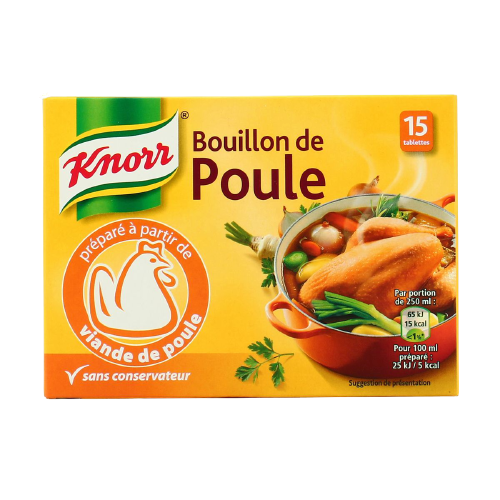 Knorr®
Bouillon de
Poule
15
tablettes
préparé à partir de
viande de poule
✓ sans conservateur
Par portion
de 250 ml :
65 kJ
15 kcal
<1%*
Pour 100 ml
préparé :
25 kJ / 5 kcal
Suggestion de présentation